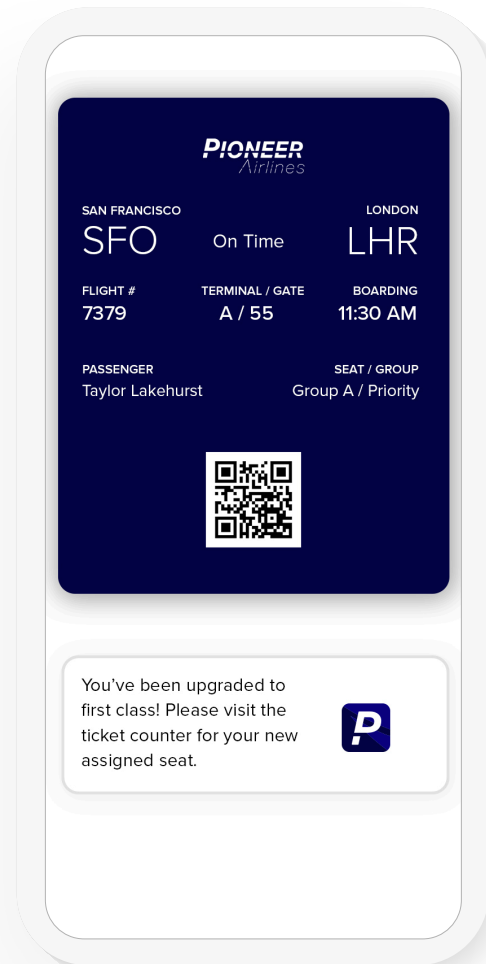 PIONEER
Airlines
SAN FRANCISCO LONDON
SFO On Time LHR
FLIGHT # TERMINAL / GATE BOARDING
7379 A / 55 11:30 AM
PASSENGER SEAT / GROUP
Taylor Lakehurst Group A / Priority
You’ve been upgraded to
first class! Please visit the
ticket counter for your new
assigned seat.
P